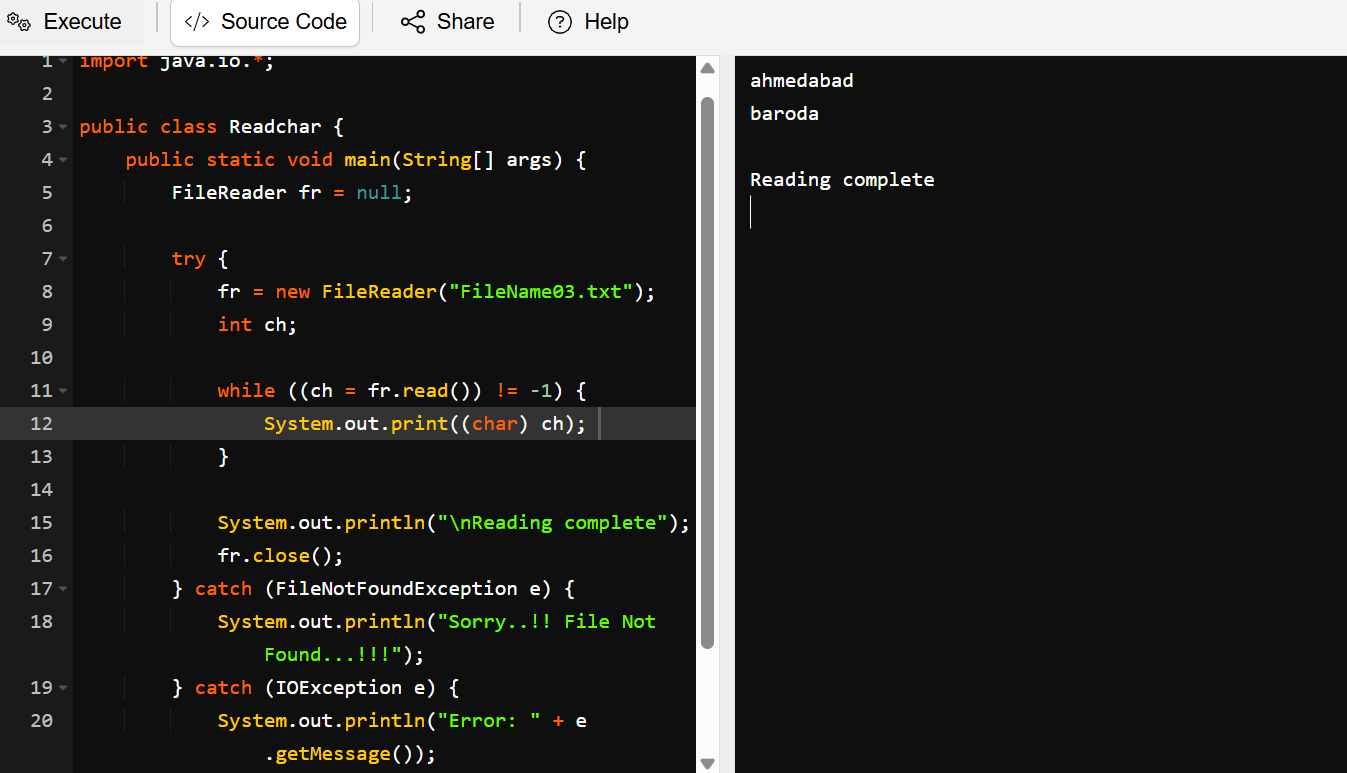 Execute
Source Code
Share
Help
1 import java.io.*;
2
3 public class Readchar {
4     public static void main(String[] args) {
5         FileReader fr = null;
6
7         try {
8             fr = new FileReader("FileName03.txt");
9             int ch;
10
11             while ((ch = fr.read()) != -1) {
12                 System.out.print((char) ch);
13             }
14
15             System.out.println("\nReading complete");
16             fr.close();
17         } catch (FileNotFoundException e) {
18             System.out.println("Sorry..!! File Not
                Found...!!!");
19         } catch (IOException e) {
20             System.out.println("Error: " + e
                .getMessage());
ahmedabad
baroda
Reading complete